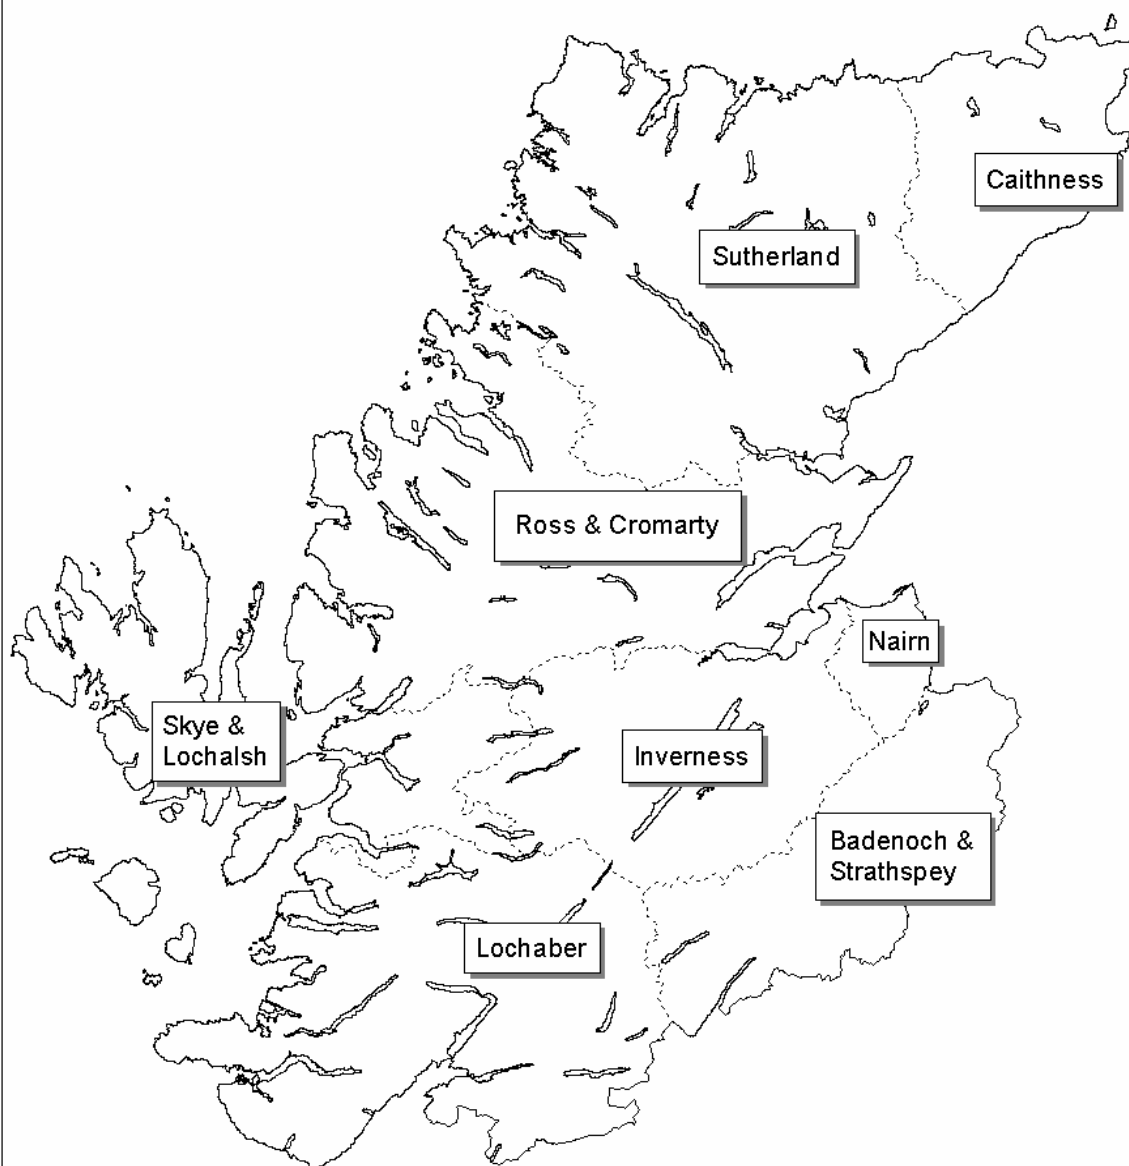 Caithness
Sutherland
Ross & Cromarty
Nairn
Skye &
Lochalsh
Inverness
Badenoch &
Strathspey
Lochaber